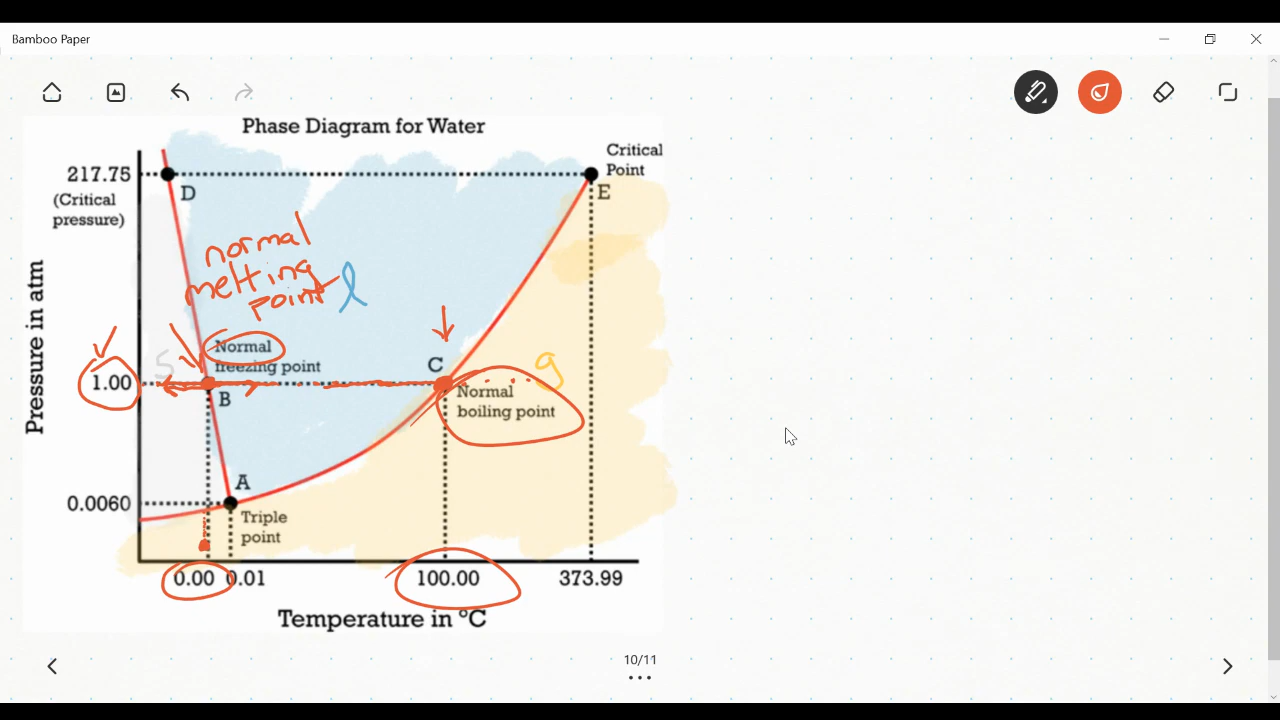 Bamboo Paper
Phase Diagram for Water
217.75
(Critical
pressure)
Critical
Point
D
E
normal
melting
point
l
Normal
freezing point
s
1.00
B
C
g
Normal
boiling point
Pressure in atm
A
0.0060
Triple
point
0.00
0.01
100.00
373.99
Temperature in ºC
10/11